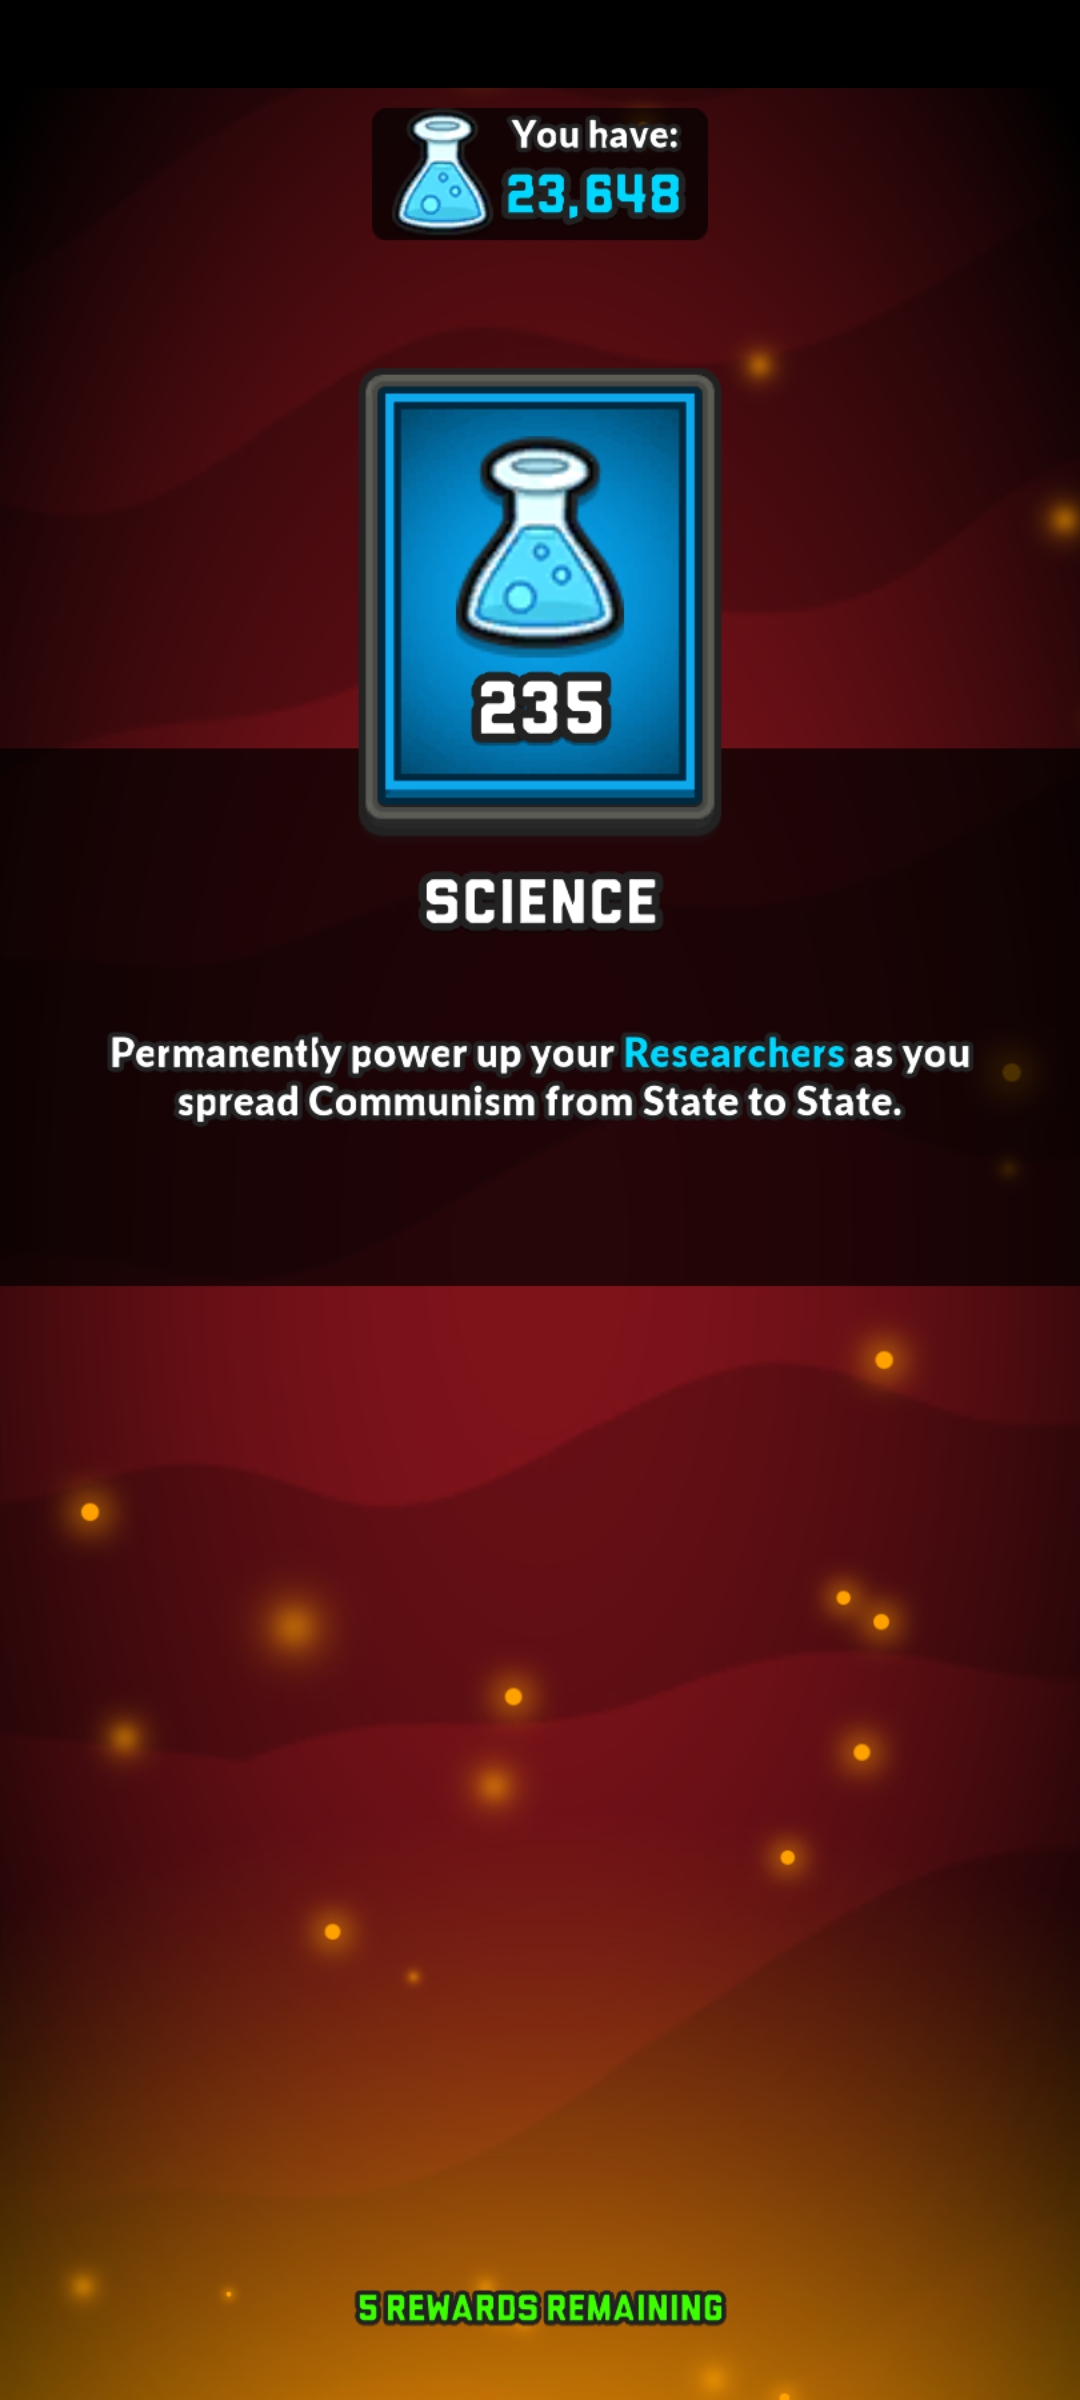 You have:
23,648
235
SCIENCE
Permanently power up your Researchers as you
spread Communism from State to State.
5 REWARDS REMAINING